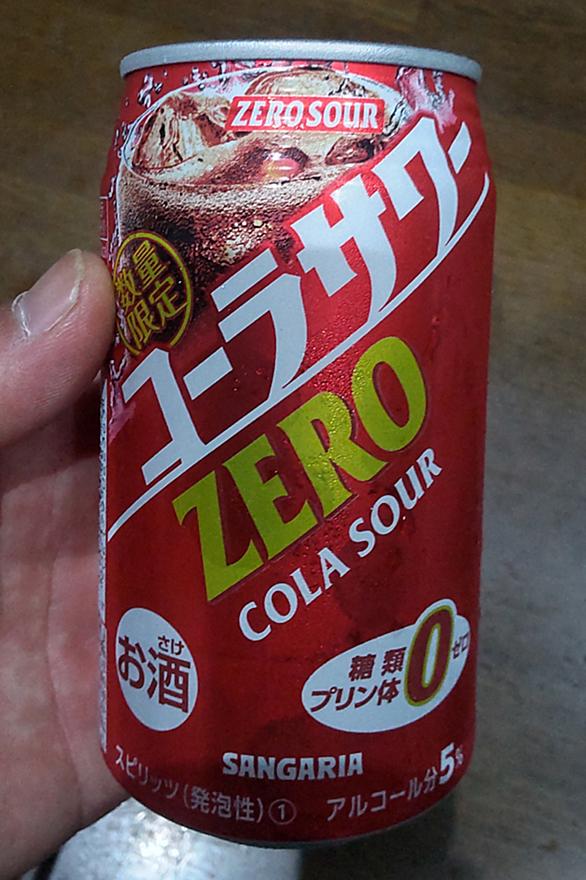 ZERO SOUR
コーラサワー
数量
限定
ZERO
COLA SOUR
さけ
お酒
糖類
プリン体
0
ゼロ
SANGARIA
スピリッツ(発泡性)①
アルコール分5%